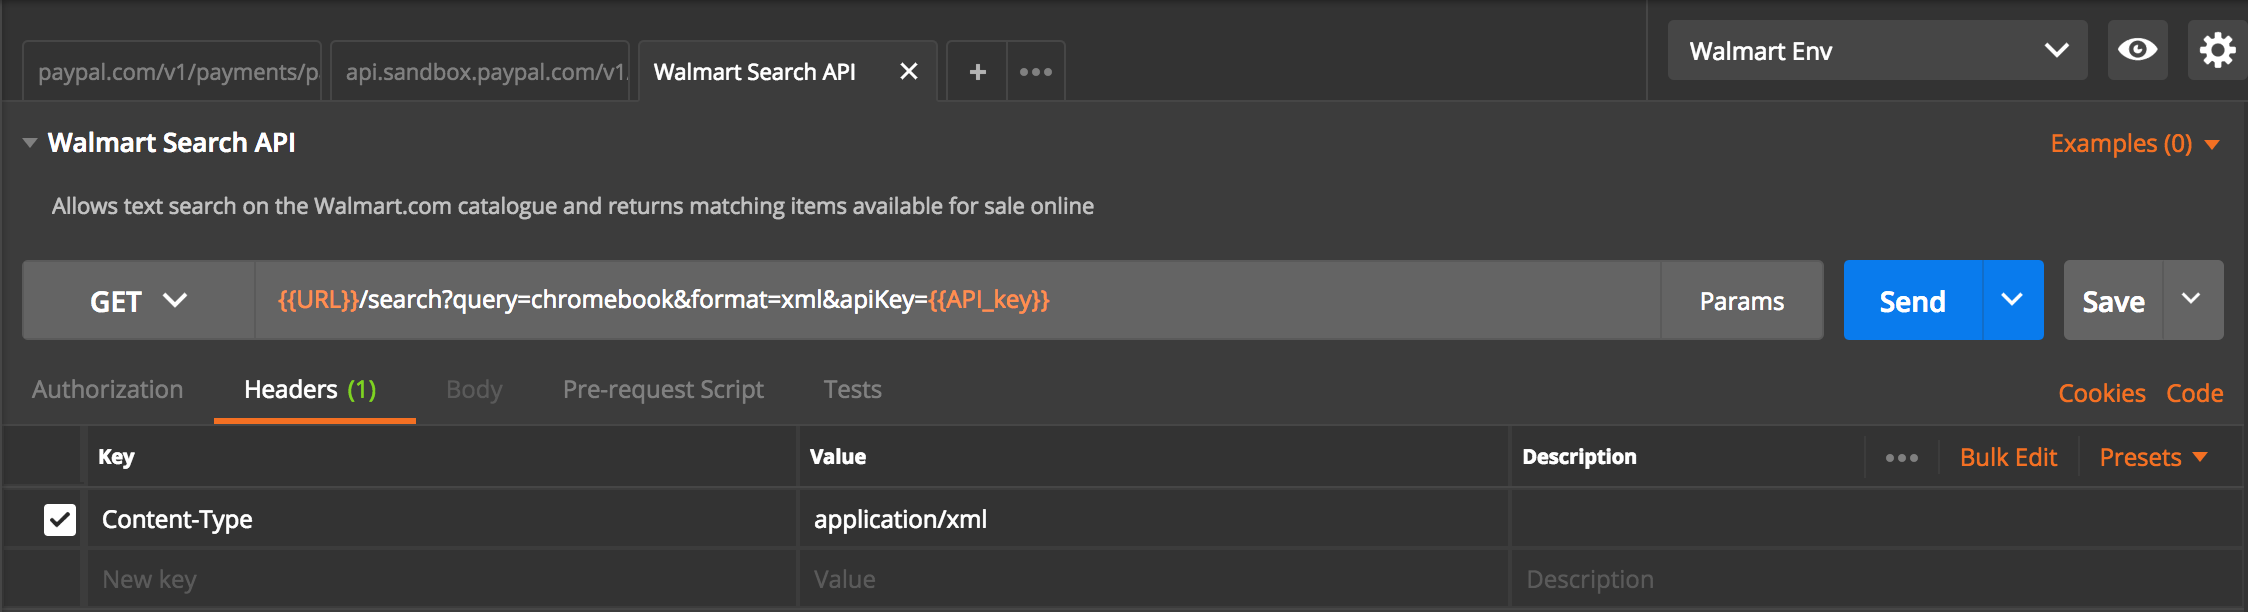 paypal.com/v1/payments/p
api.sandbox.paypal.com/v1
Walmart Search API
Walmart Env
Walmart Search API
Examples (0)
Allows text search on the Walmart.com catalogue and returns matching items available for sale online
GET
{{URL}}/search?query=chromebook&format=xml&apiKey={{API_key}}
Params
Send
Save
Authorization
Headers (1)
Body
Pre-request Script
Tests
Cookies
Code
Key
Value
Description
Bulk Edit
Presets
Content-Type
application/xml
New key
Value
Description